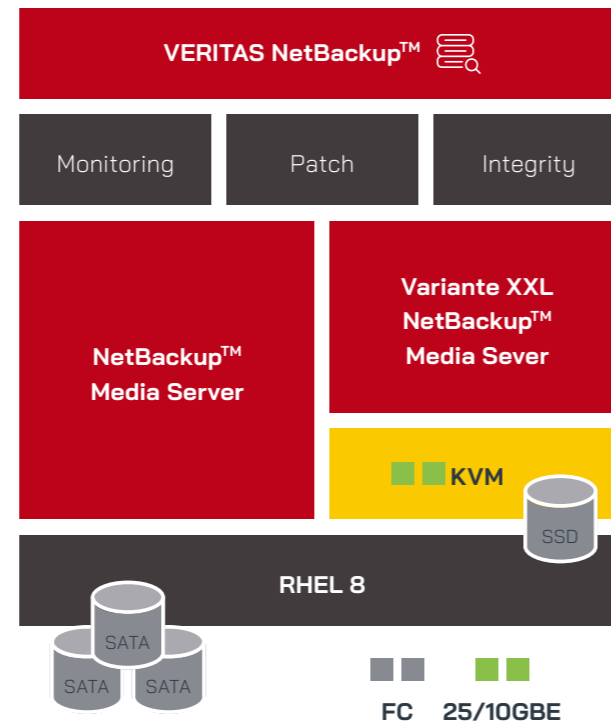 VERITAS NetBackup™
Monitoring
Patch
Integrity
NetBackup™
Media Server
Variante XXL
NetBackup™
Media Sever
KVM
SSD
RHEL 8
SATA
SATA
SATA
FC
25/10GBE